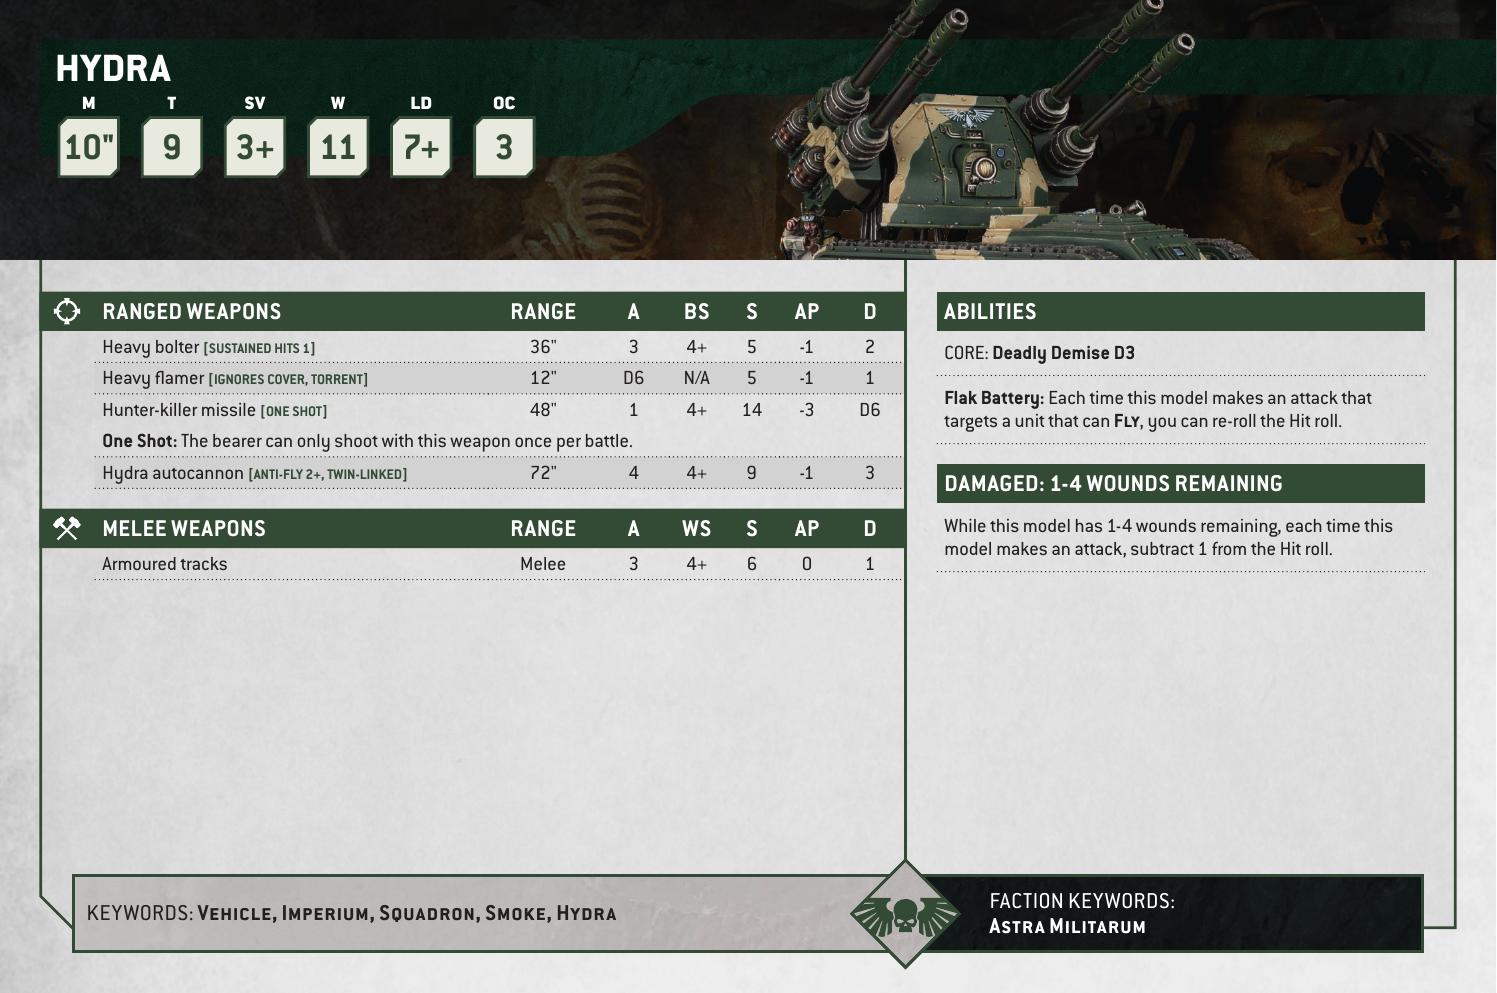 HYDRA
M T SV W LD OC
10" 9 3+ 11 7+ 3
RANGED WEAPONS RANGE A BS S AP D
Heavy bolter [SUSTAINED HITS 1] 36" 3 4+ 5 -1 2
Heavy flamer [IGNORES COVER, TORRENT] 12" D6 N/A 5 -1 1
Hunter-killer missile [ONE SHOT] 48" 1 4+ 14 -3 D6
One Shot: The bearer can only shoot with this weapon once per battle.
Hydra autocannon [ANTI-FLY 2+, TWIN-LINKED] 72" 4 4+ 9 -1 3
MELEE WEAPONS RANGE A WS S AP D
Armoured tracks Melee 3 4+ 6 0 1
ABILITIES
CORE: Deadly Demise D3
Flak Battery: Each time this model makes an attack that
targets a unit that can FLY, you can re-roll the Hit roll.
DAMAGED: 1-4 WOUNDS REMAINING
While this model has 1-4 wounds remaining, each time this
model makes an attack, subtract 1 from the Hit roll.
KEYWORDS: VEHICLE, IMPERIUM, SQUADRON, SMOKE, HYDRA
FACTION KEYWORDS:
ASTRA MILITARUM